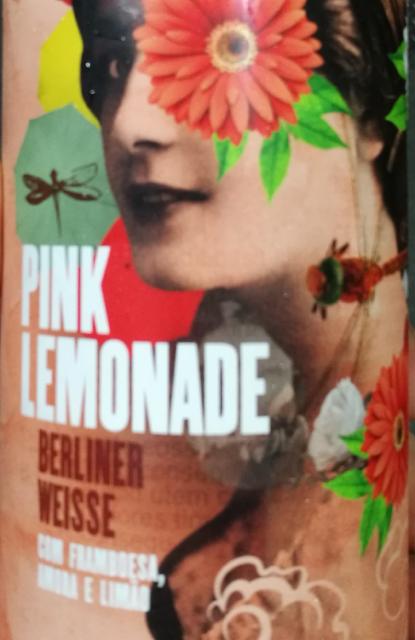 PINK
LEMONADE
BERLINER
WEISSE
COM FRAMBOESA,
AMORA E LIMÃO